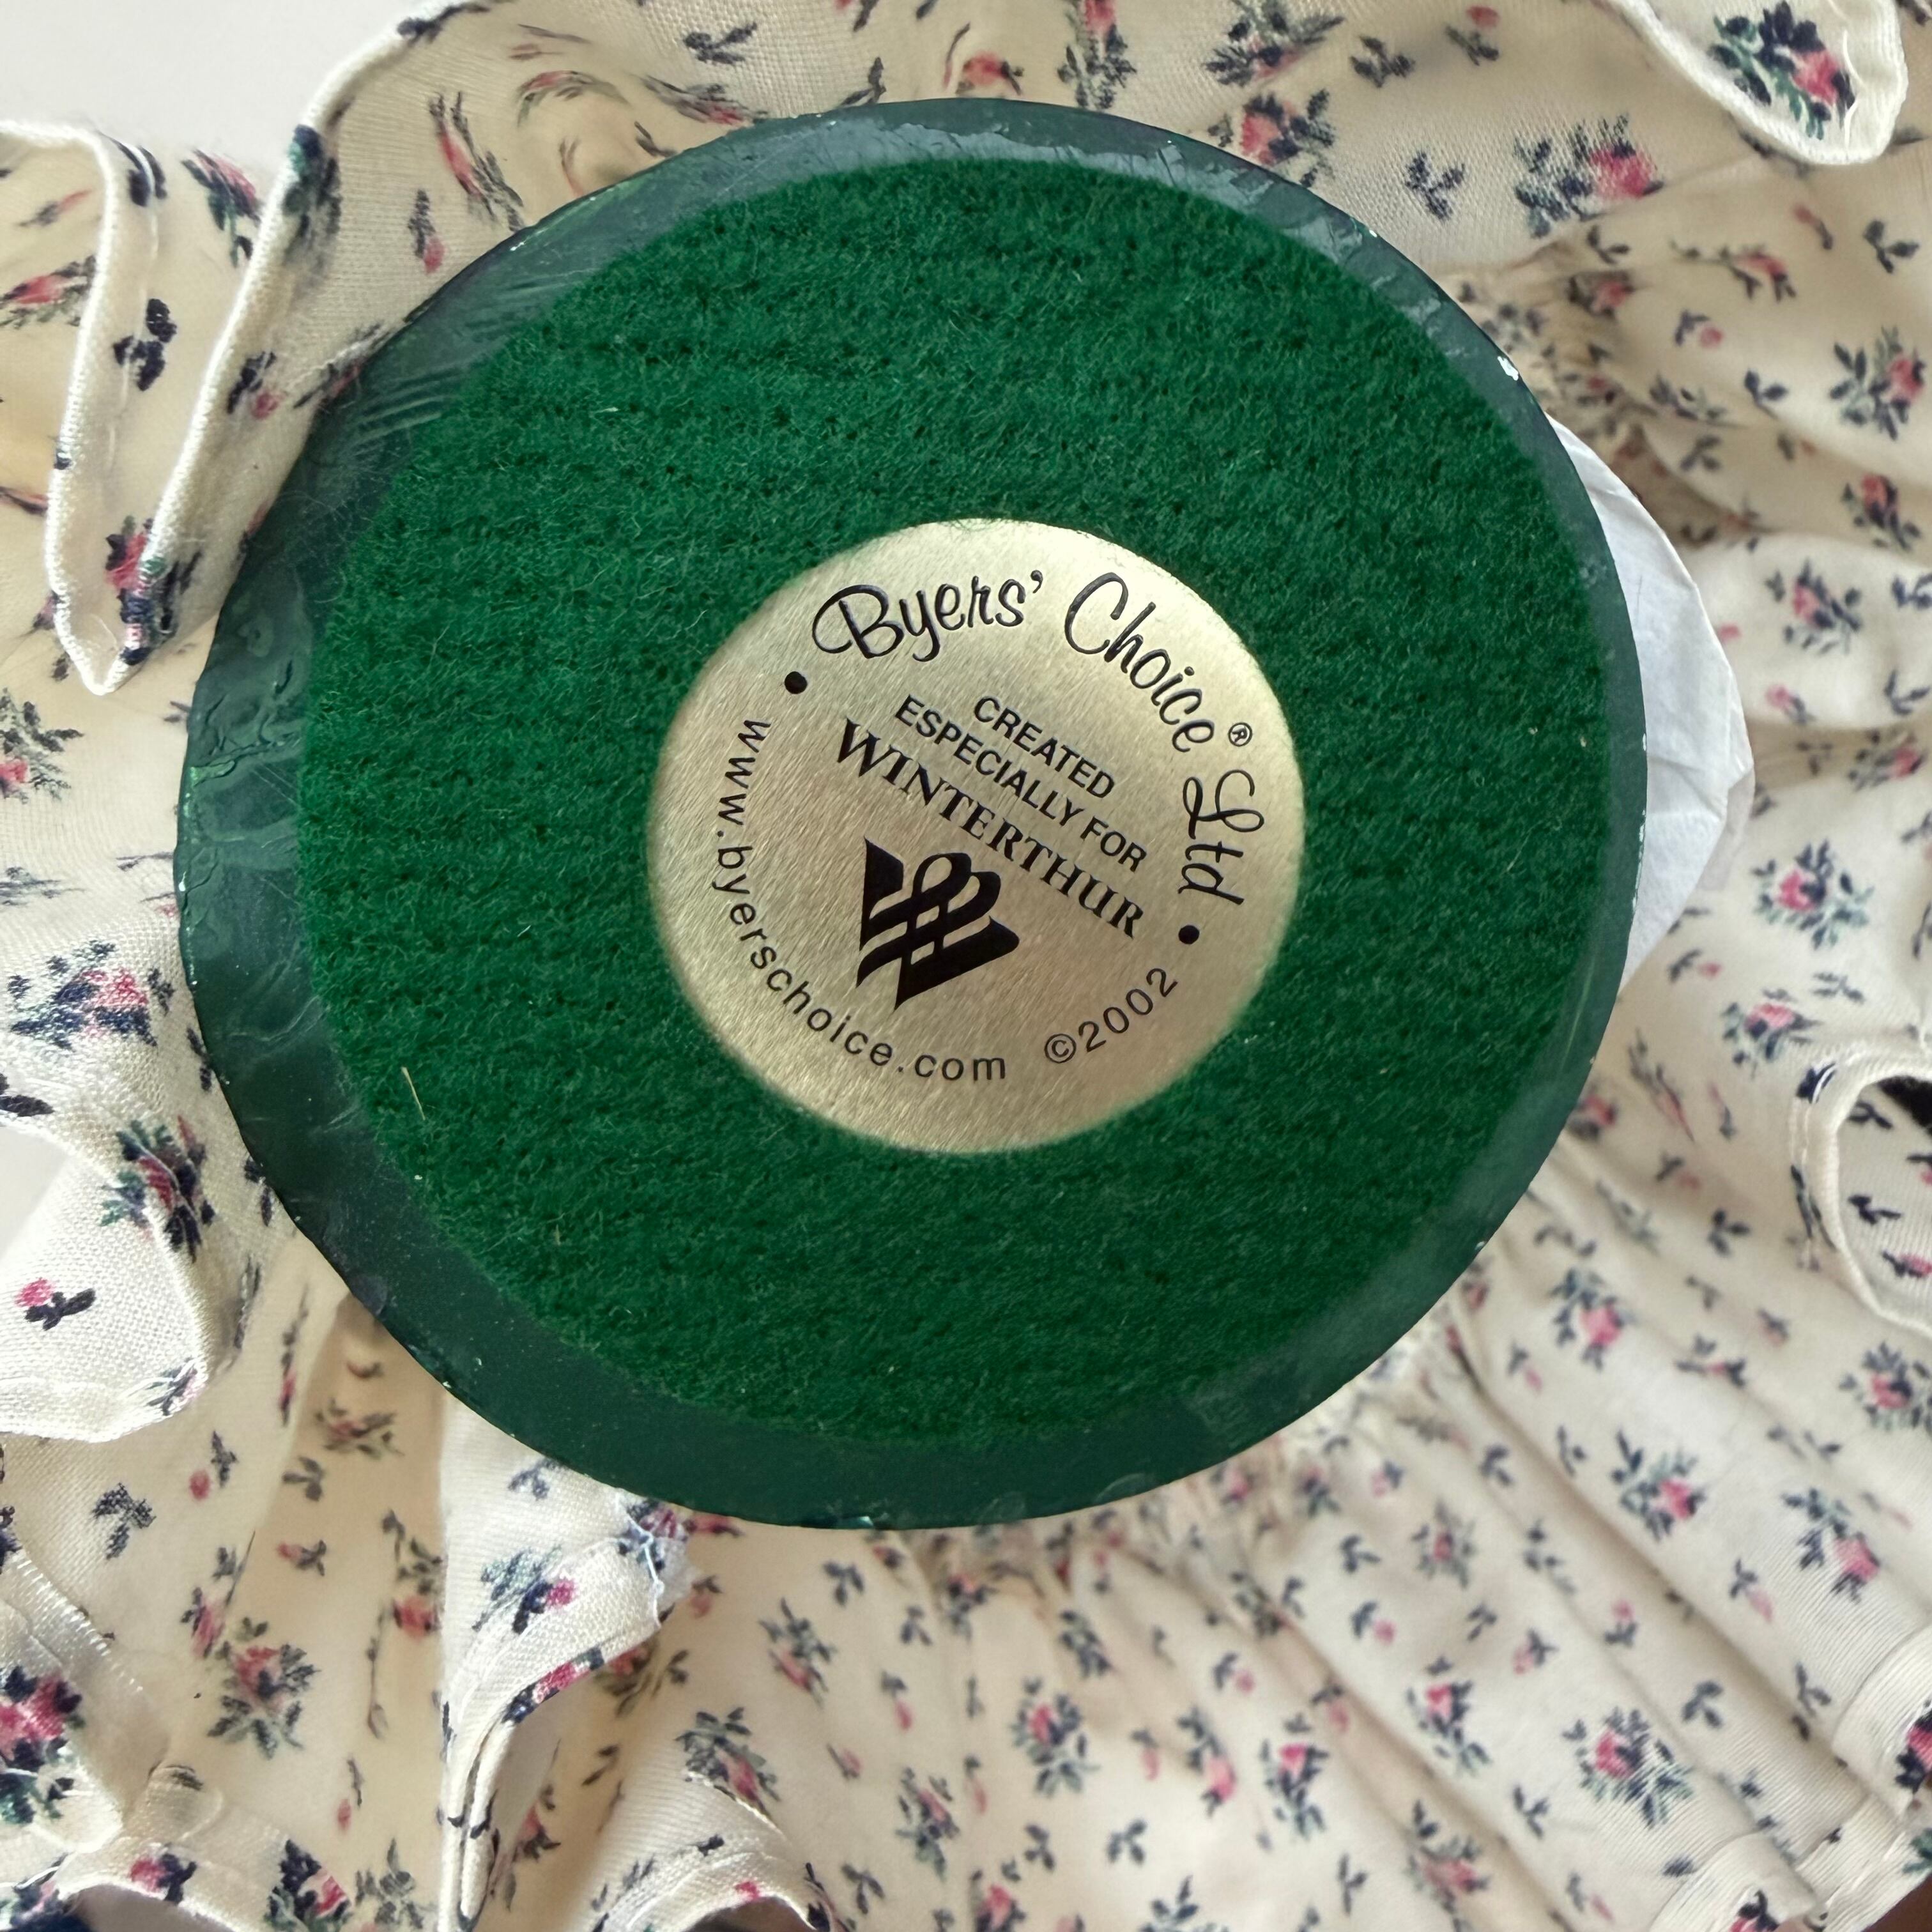 Byers' Choice® Ltd
CREATED
ESPECIALLY FOR
WINTERTHUR
www.byerschoice.com ©2002